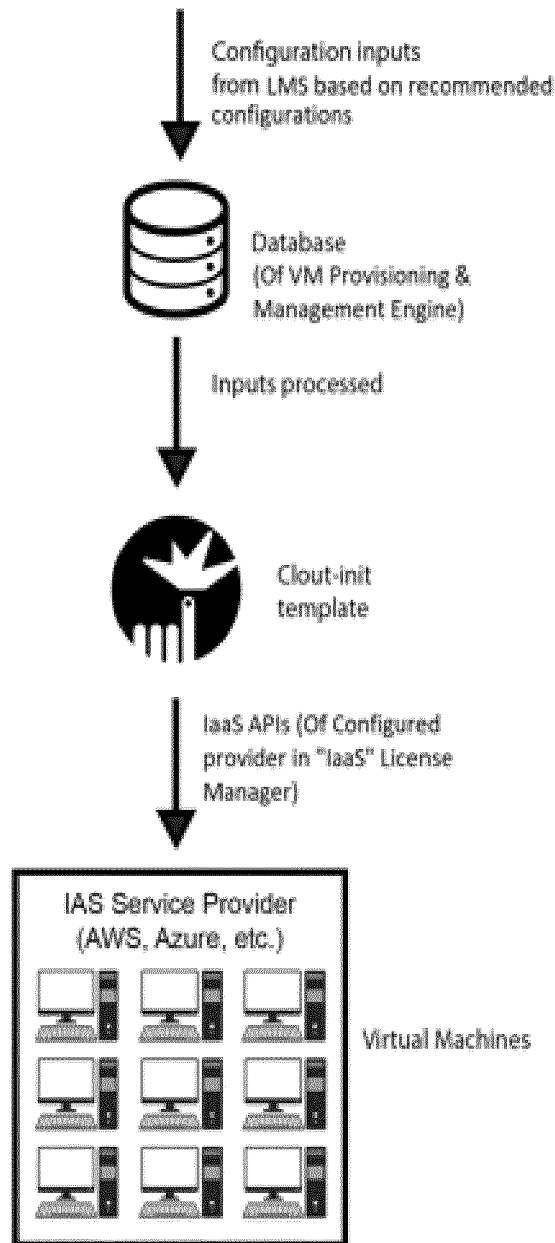 Configuration inputs
from LMS based on recommended
configurations
Database
(Of VM Provisioning &
Management Engine)
Inputs processed
Clout-init
template
IaaS APIs (Of Configured
provider in "IaaS" License
Manager)
IAS Service Provider
(AWS, Azure, etc.)
Virtual Machines